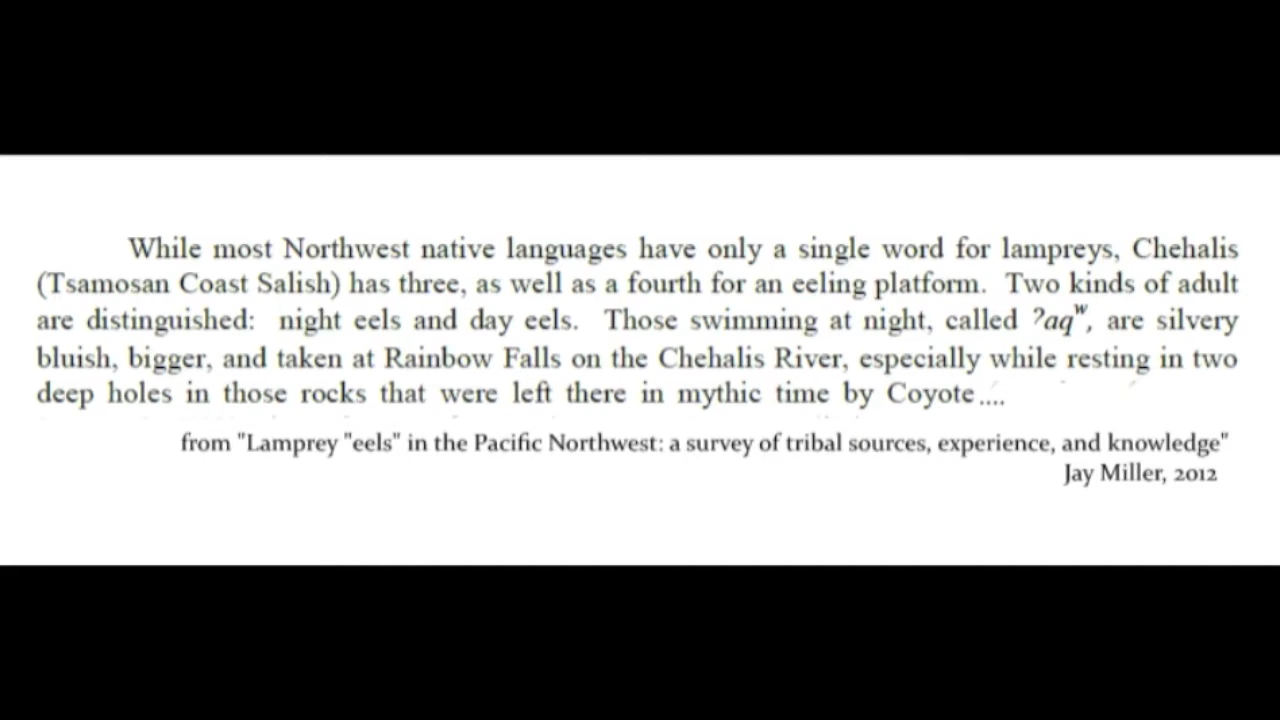 While most Northwest native languages have only a single word for lampreys, Chehalis
(Tsamosan Coast Salish) has three, as well as a fourth for an eeling platform. Two kinds of adult
are distinguished: night eels and day eels. Those swimming at night, called ?aqʷ, are silvery
bluish, bigger, and taken at Rainbow Falls on the Chehalis River, especially while resting in two
deep holes in those rocks that were left there in mythic time by Coyote....
from "Lamprey "eels" in the Pacific Northwest: a survey of tribal sources, experience, and knowledge"
Jay Miller, 2012